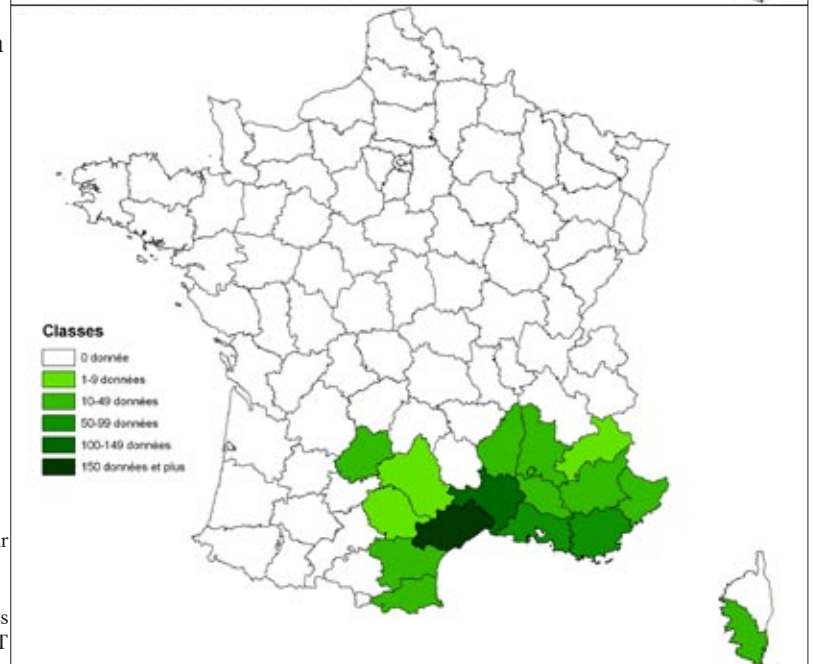 Classes
0 donnée
1-9 données
10-49 données
50-99 données
100-149 données
150 données et plus